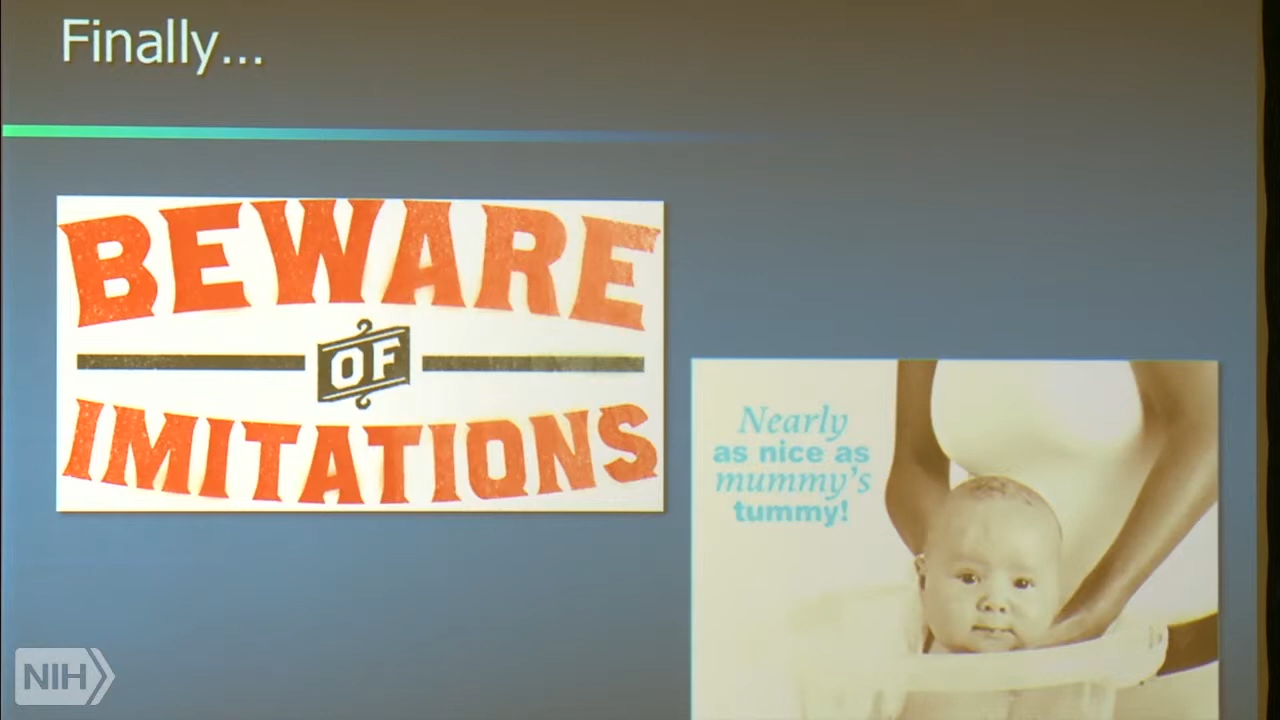 Finally...
BEWARE
OF
IMITATIONS
Nearly
as nice as
mummy's
tummy!
NIH